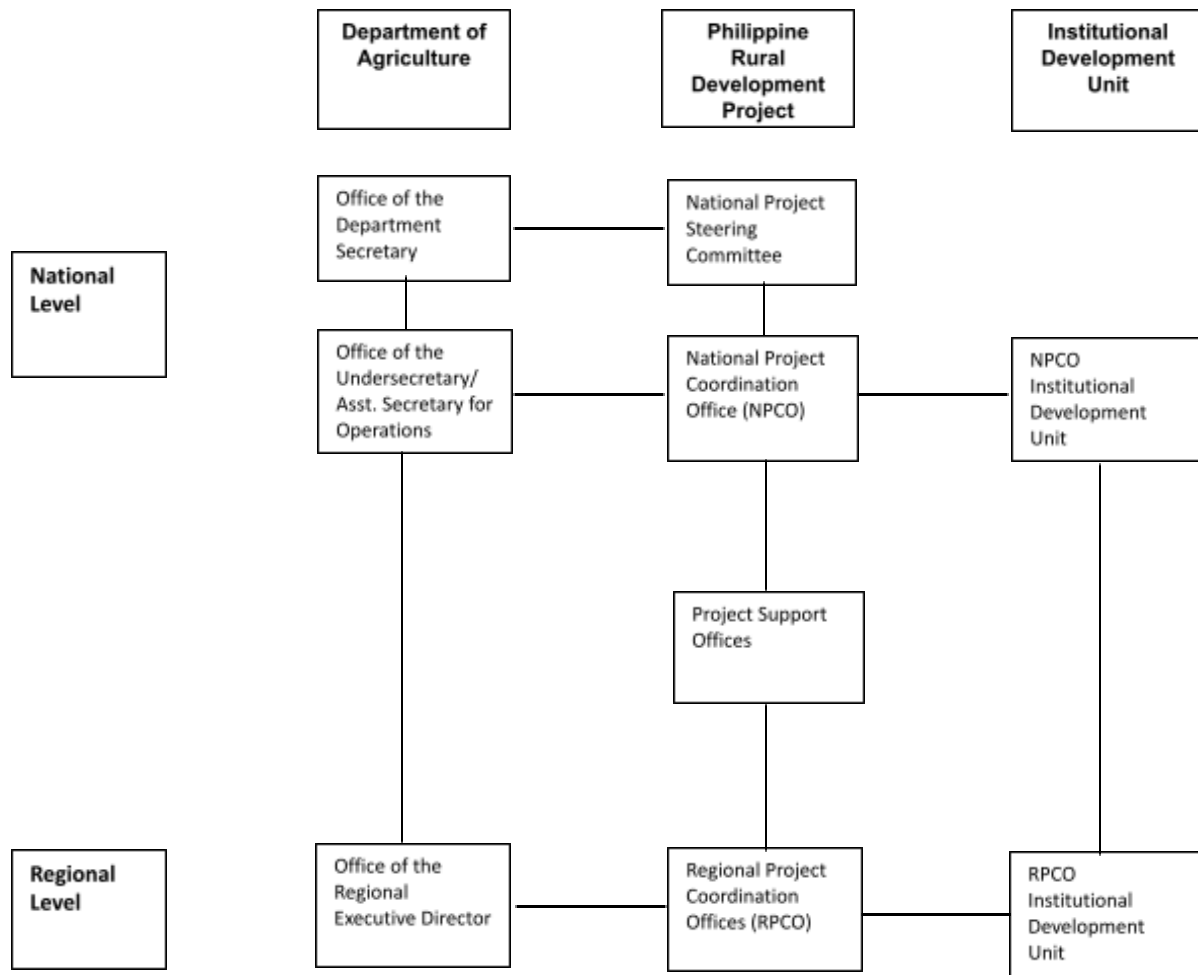 Department of
Agriculture
Philippine
Rural
Development
Project
Institutional
Development
Unit
National
Level
Office of the
Department
Secretary
National Project
Steering
Committee
Office of the
Undersecretary/
Asst. Secretary for
Operations
National Project
Coordination
Office (NPCO)
NPCO
Institutional
Development
Unit
Project Support
Offices
Regional
Level
Office of the
Regional
Executive Director
Regional Project
Coordination
Offices (RPCO)
RPCO
Institutional
Development
Unit